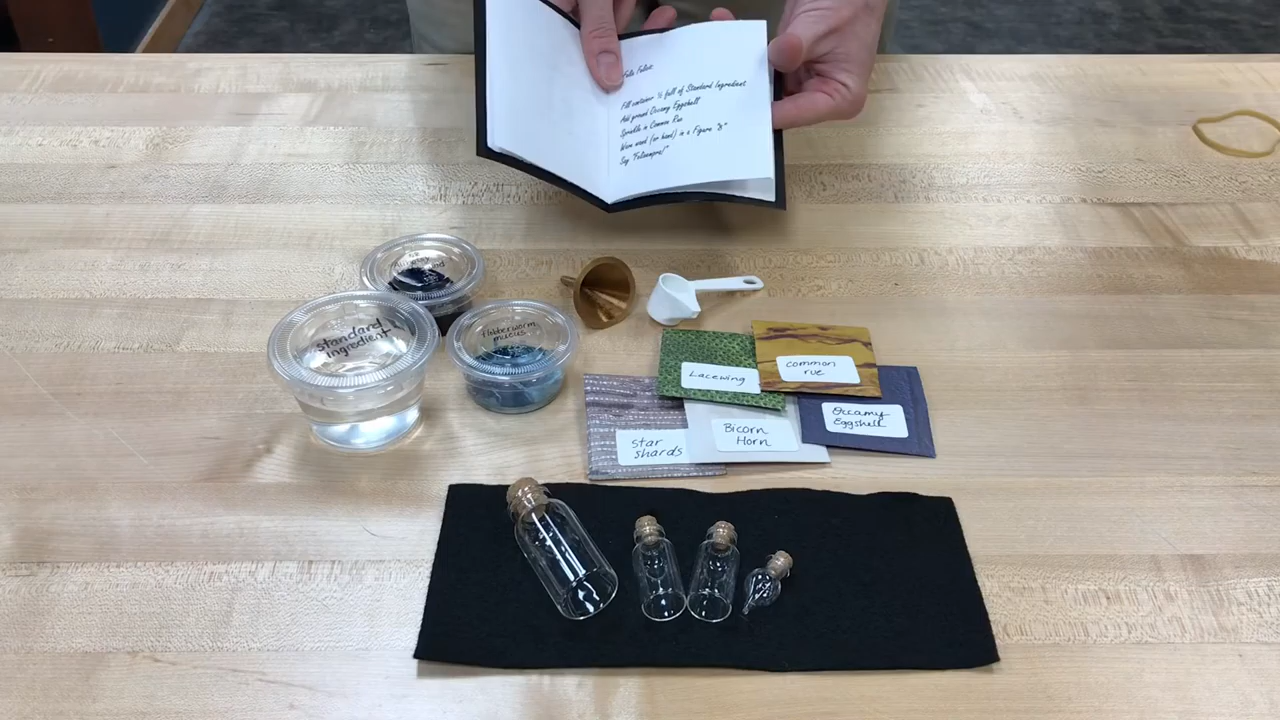 Felix Felicis:
Fill container ½ full of Standard Ingredient
Add ground Occamy Eggshell
Sprinkle in Common Rue
Wave wand (or hand) in a Figure "8"
Say "Felixempra!"
Standard
Ingredient
flobberworm
mucus
Lacewing
common
rue
Star
shards
Bicorn
Horn
Occamy
Eggshell